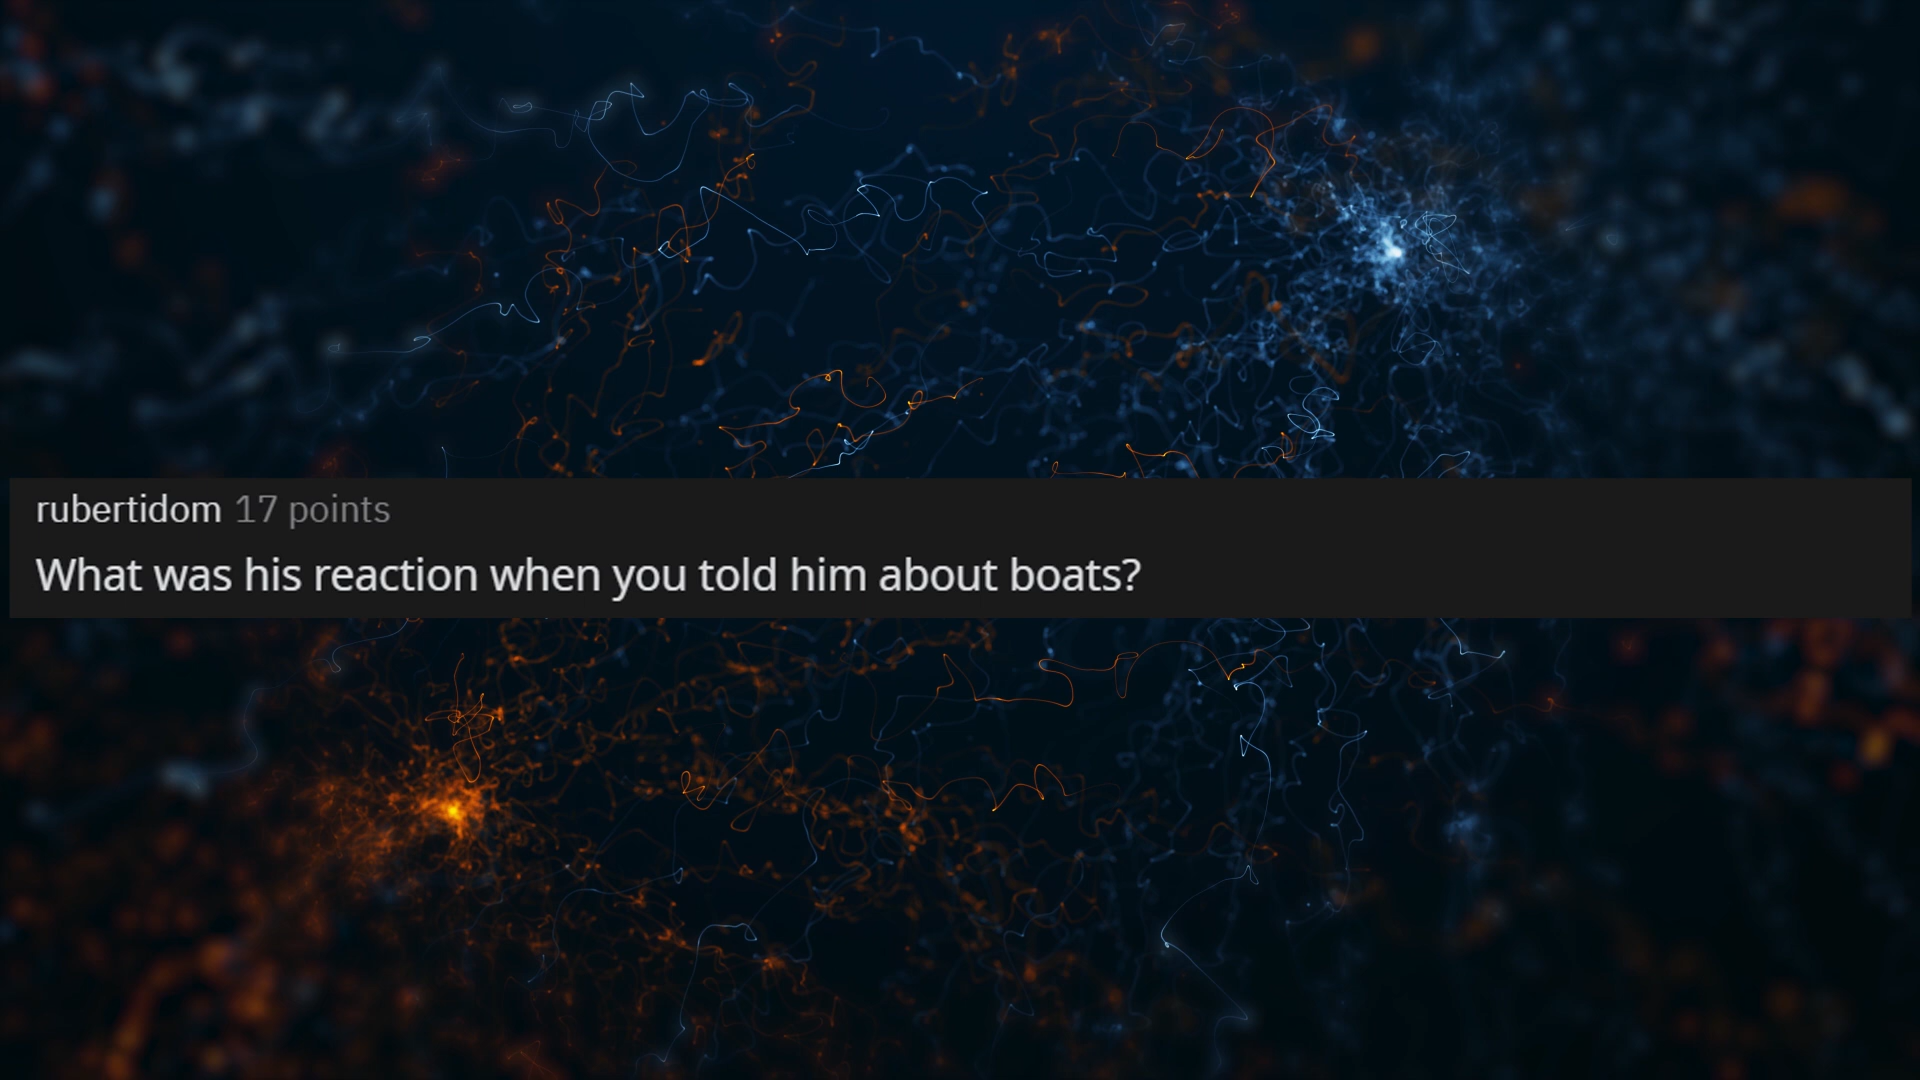 rubertidom 17 points
What was his reaction when you told him about boats?